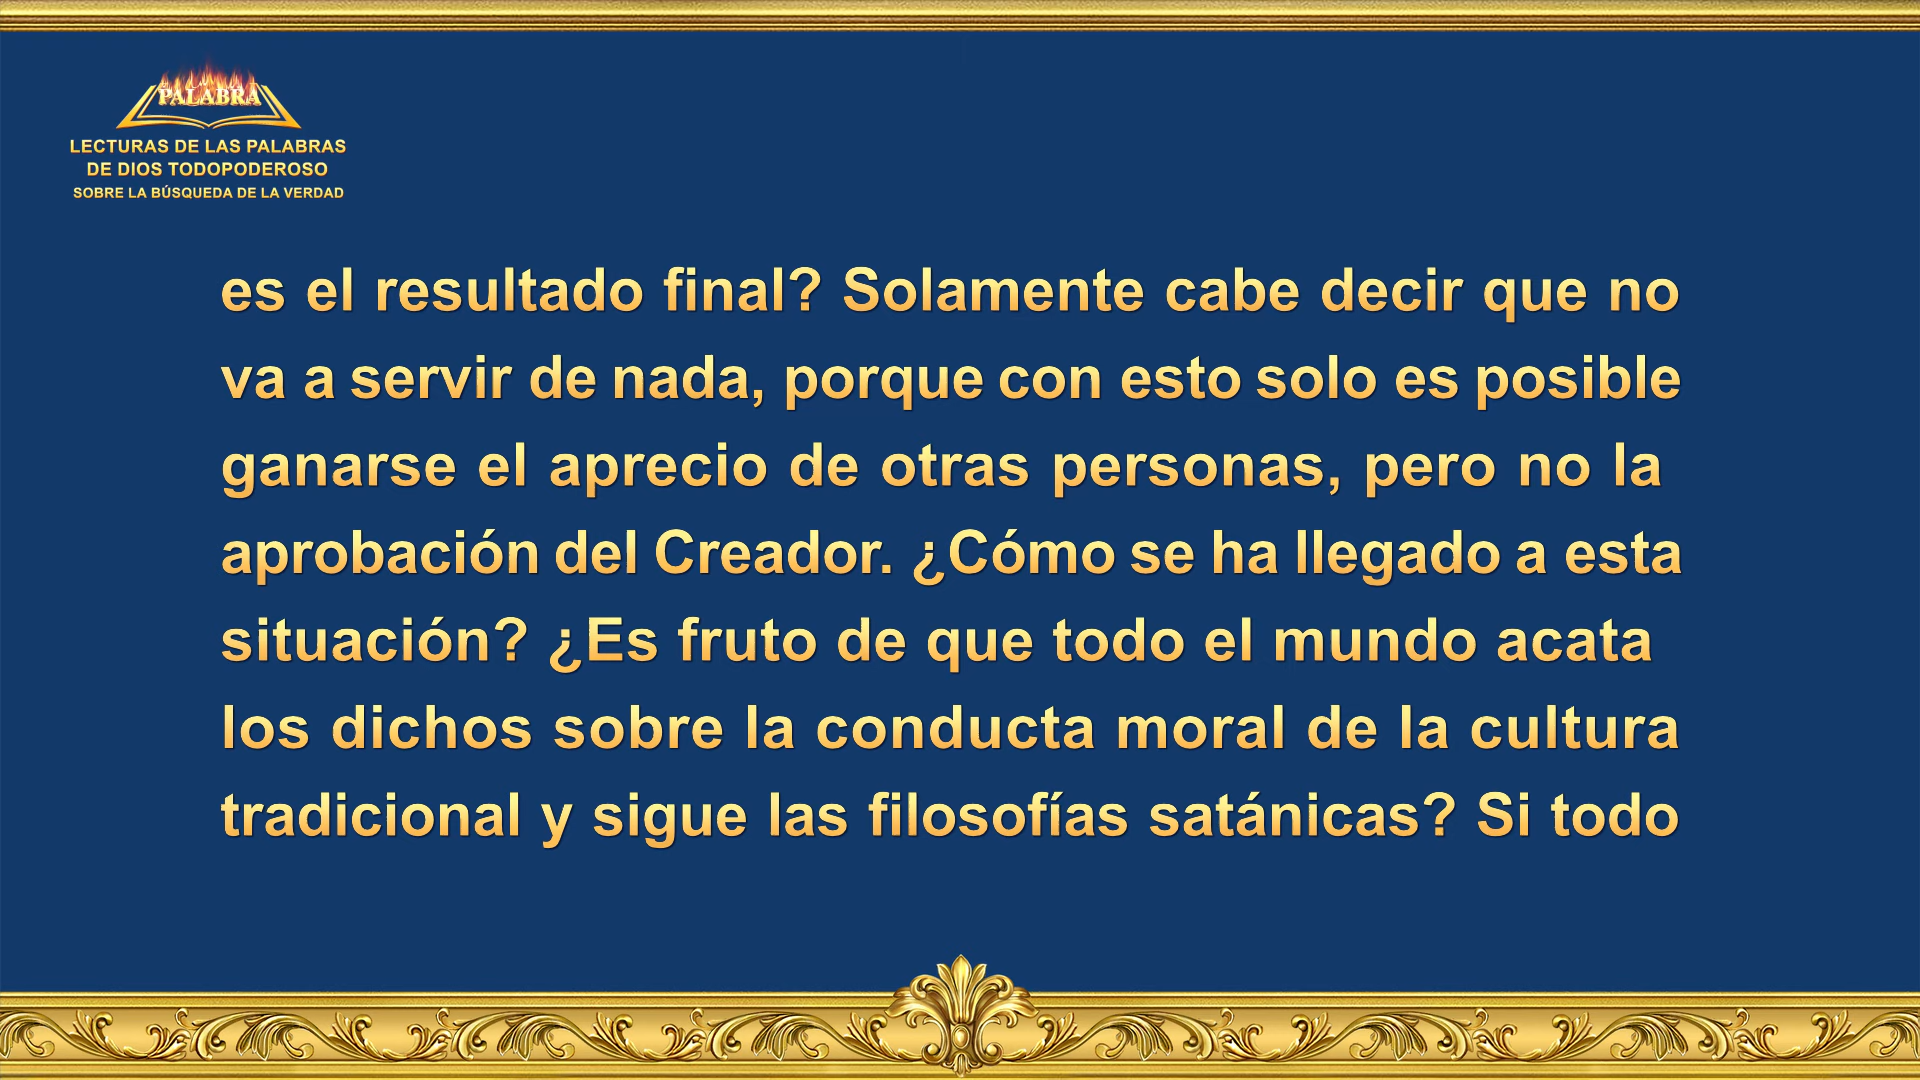 PALABRA
LECTURAS DE LAS PALABRAS
DE DIOS TODOPODEROSO
SOBRE LA BÚSQUEDA DE LA VERDAD
es el resultado final? Solamente cabe decir que no
va a servir de nada, porque con esto solo es posible
ganarse el aprecio de otras personas, pero no la
aprobación del Creador. ¿Cómo se ha llegado a esta
situación? ¿Es fruto de que todo el mundo acata
los dichos sobre la conducta moral de la cultura
tradicional y sigue las filosofías satánicas? Si todo